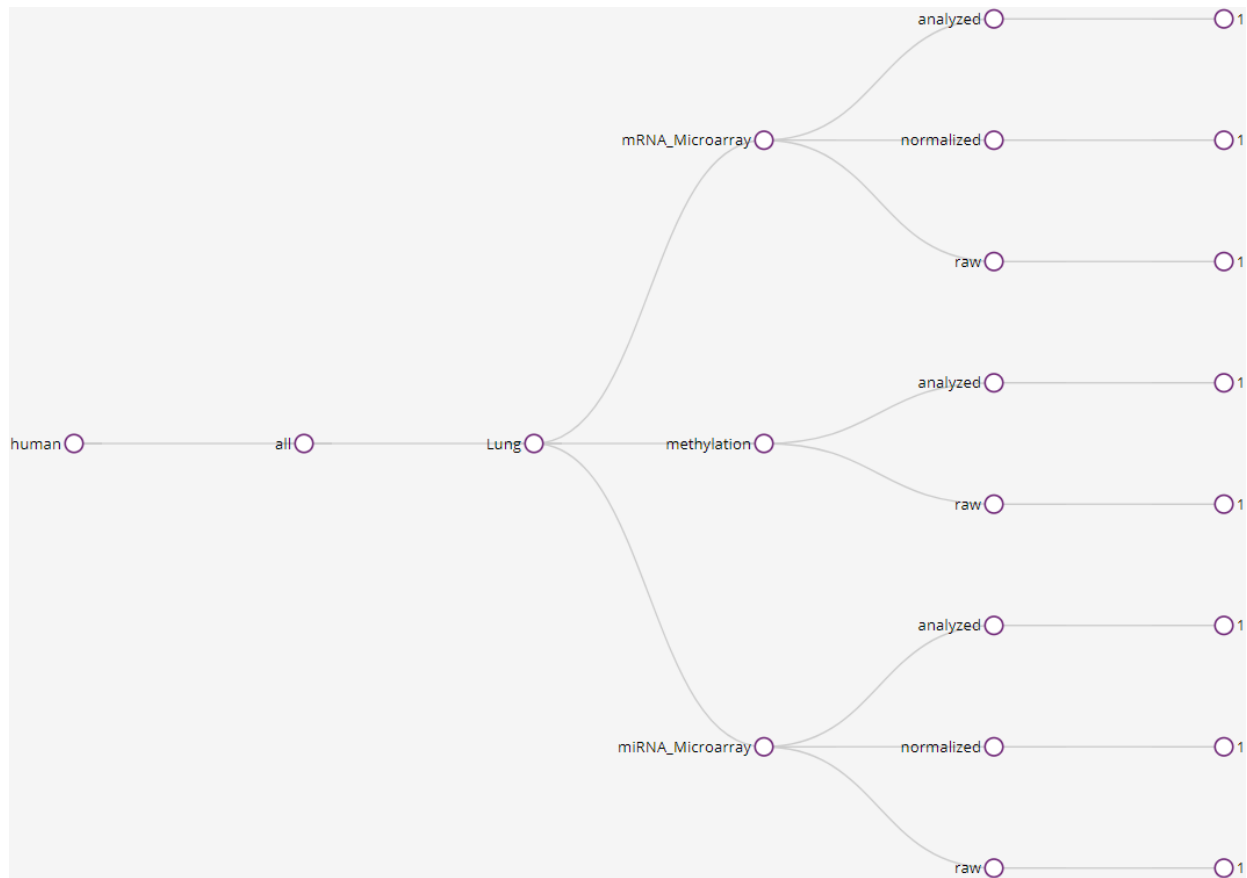 analyzed 1
mRNA_Microarray normalized 1
raw 1
analyzed 1
human all Lung methylation
raw 1
analyzed 1
miRNA_Microarray normalized 1
raw 1